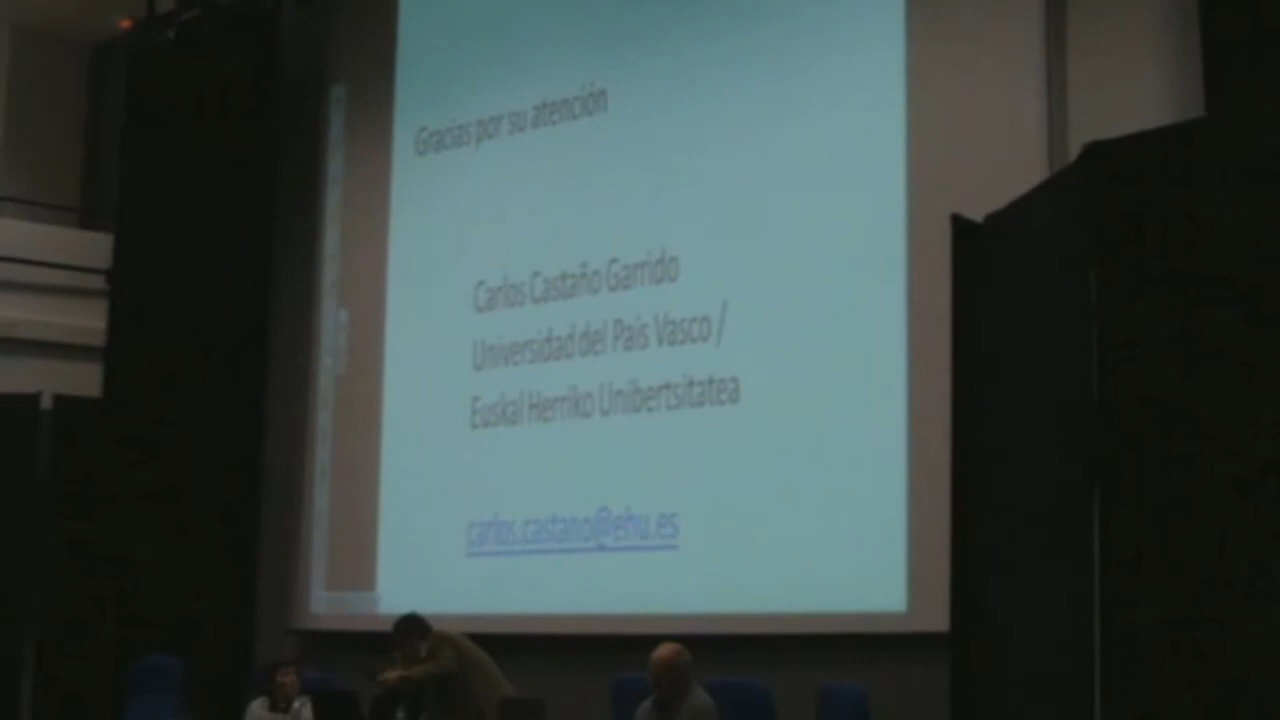 Gracias por su atención
Carlos Castaño Garrido
Universidad del País Vasco /
Euskal Herriko Unibertsitatea
carlos.castano@ehu.es